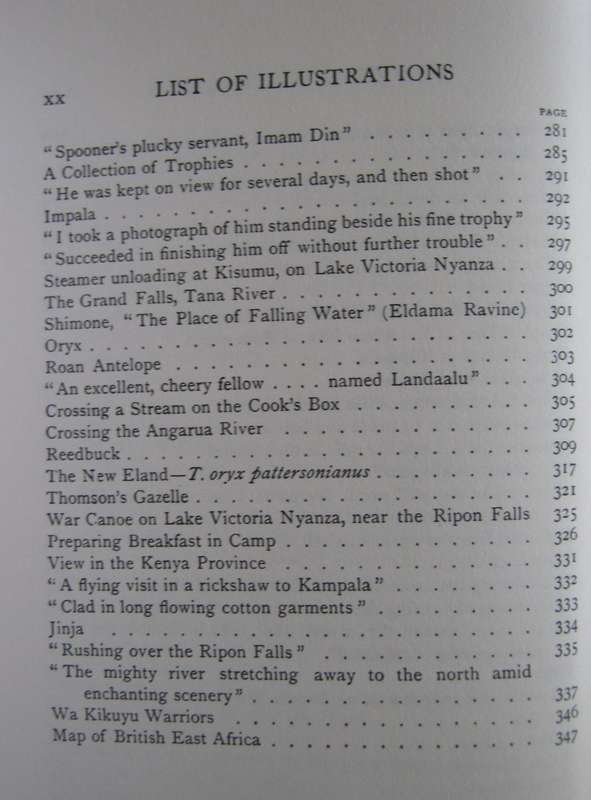 xx
LIST OF ILLUSTRATIONS
PAGE
“Spooner's plucky servant, Imam Din” . . . . . . . . . 281
A Collection of Trophies . . . . . . . . . . . . . . . 285
“He was kept on view for several days, and then shot” . . 291
Impala . . . . . . . . . . . . . . . . . . . . . . . 292
“I took a photograph of him standing beside his fine trophy” 295
“Succeeded in finishing him off without further trouble” . . 297
Steamer unloading at Kisumu, on Lake Victoria Nyanza . . 299
The Grand Falls, Tana River . . . . . . . . . . . . . 300
Shimone, “The Place of Falling Water” (Eldama Ravine) 301
Oryx . . . . . . . . . . . . . . . . . . . . . . . . 302
Roan Antelope . . . . . . . . . . . . . . . . . . . 303
“An excellent, cheery fellow . . . . named Landaalu” . . . 304
Crossing a Stream on the Cook's Box . . . . . . . . . 305
Crossing the Angarua River . . . . . . . . . . . . . 307
Reedbuck . . . . . . . . . . . . . . . . . . . . . . 309
The New Eland—T. oryx pattersonianus . . . . . . . . 317
Thomson's Gazelle . . . . . . . . . . . . . . . . . . 321
War Canoe on Lake Victoria Nyanza, near the Ripon Falls 325
Preparing Breakfast in Camp . . . . . . . . . . . . . 326
View in the Kenya Province . . . . . . . . . . . . . 331
“A flying visit in a rickshaw to Kampala” . . . . . . . 332
“Clad in long flowing cotton garments” . . . . . . . . 333
Jinja . . . . . . . . . . . . . . . . . . . . . . . 334
“Rushing over the Ripon Falls” . . . . . . . . . . . 335
“The mighty river stretching away to the north amid
enchanting scenery” . . . . . . . . . . . . . . . 337
Wa Kikuyu Warriors . . . . . . . . . . . . . . . . 346
Map of British East Africa . . . . . . . . . . . . . . 347